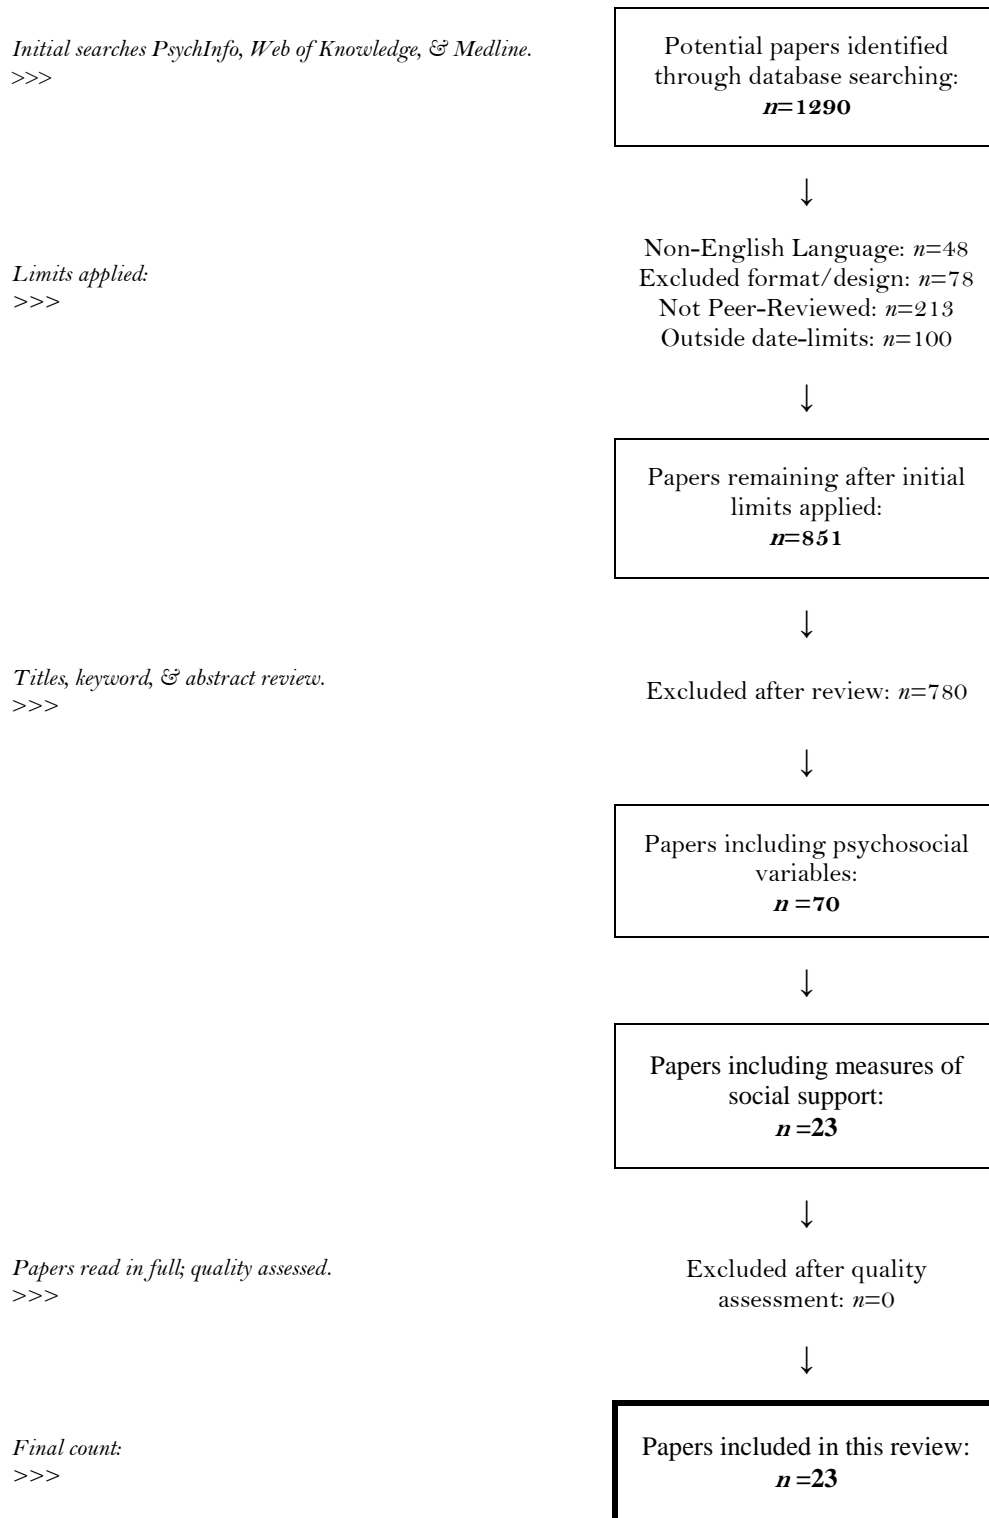 Initial searches PsychInfo, Web of Knowledge, & Medline.
>>>
Potential papers identified
through database searching:
n=1290
↓
Limits applied:
>>>
Non-English Language: n=48
Excluded format/design: n=78
Not Peer-Reviewed: n=213
Outside date-limits: n=100
↓
Papers remaining after initial
limits applied:
n=851
↓
Titles, keyword, & abstract review.
>>>
Excluded after review: n=780
↓
Papers including psychosocial
variables:
n =70
↓
Papers including measures of
social support:
n =23
↓
Papers read in full; quality assessed.
>>>
Excluded after quality
assessment: n=0
↓
Final count:
>>>
Papers included in this review:
n =23